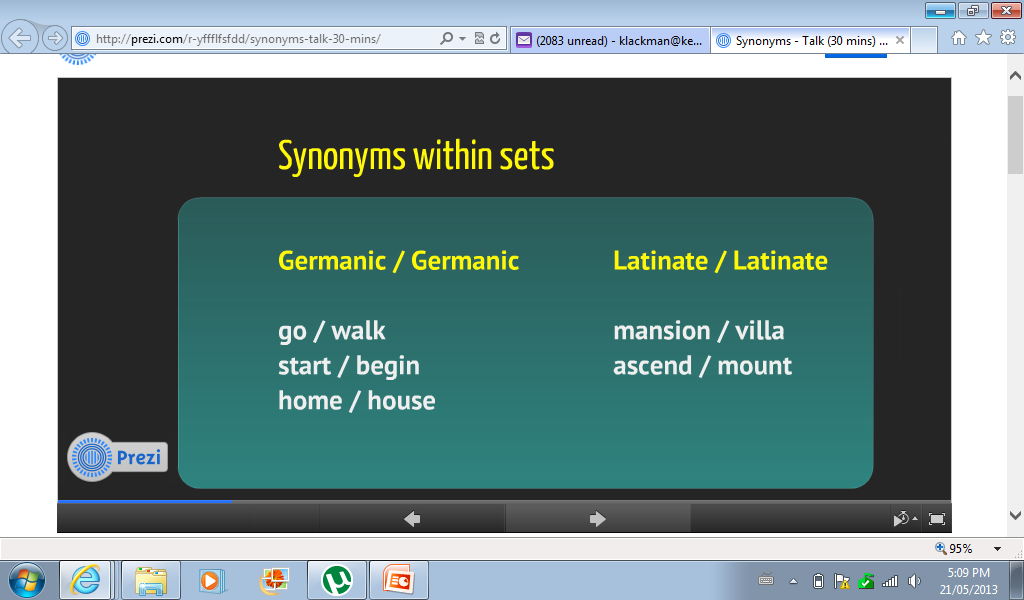 http://prezi.com/r-yffflfsfdd/synonyms-talk-30-mins/
(2083 unread) - klackman@ke...
Synonyms - Talk (30 mins) ...
Synonyms within sets
Germanic / Germanic
Latinate / Latinate
go / walk
mansion / villa
start / begin
ascend / mount
home / house
Prezi
95%
5:09 PM
21/05/2013